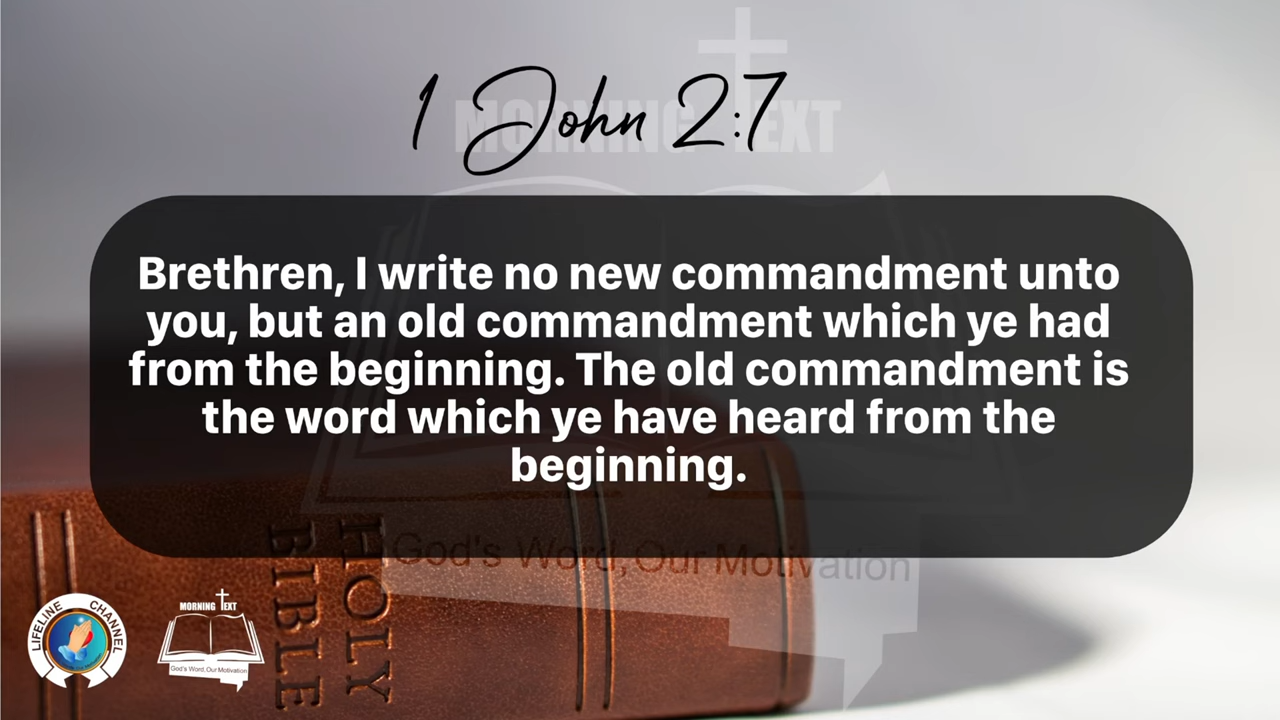 1 John 2:7
MORNING TEXT
Brethren, I write no new commandment unto
you, but an old commandment which ye had
from the beginning. The old commandment is
the word which ye have heard from the
beginning.
God's Word, Our Motivation
HOLY
BIBLE
LIFELINE CHANNEL
MORNING TEXT
God's Word, Our Motivation